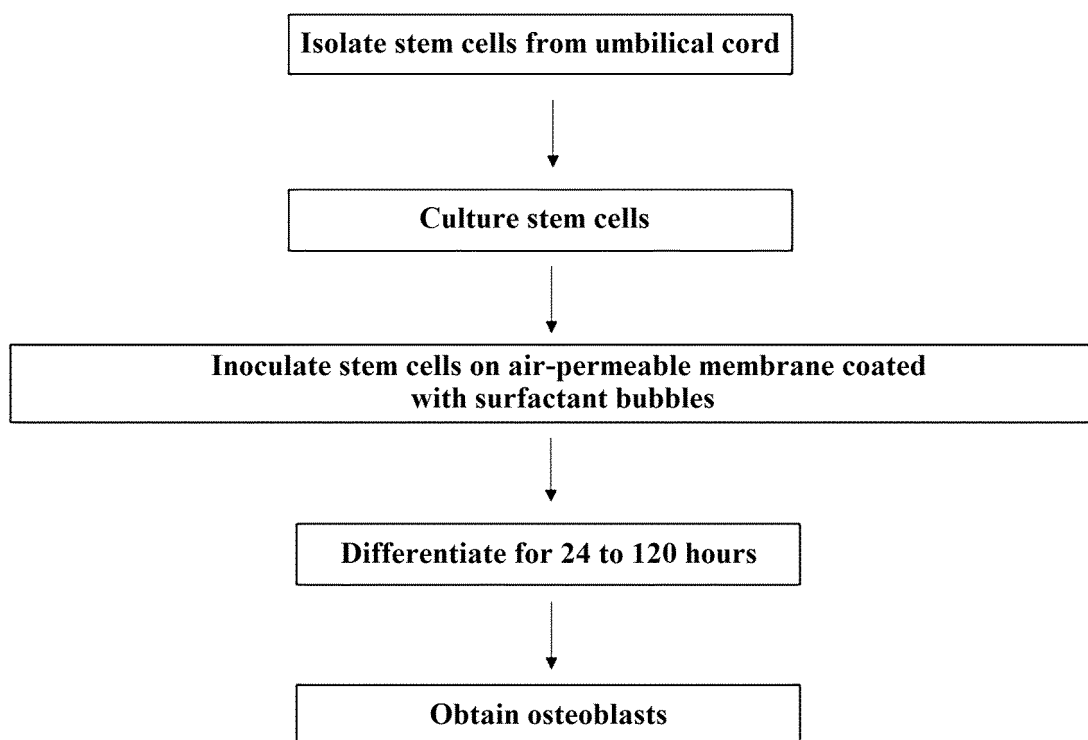 Isolate stem cells from umbilical cord
Culture stem cells
Inoculate stem cells on air-permeable membrane coated
with surfactant bubbles
Differentiate for 24 to 120 hours
Obtain osteoblasts